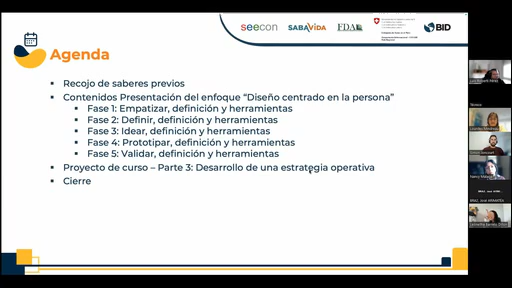 seecon
SABAVIDA
FDAL
BID
Agenda
Recojo de saberes previos
Contenidos Presentación del enfoque “Diseño centrado en la persona”
Fase 1: Empatizar, definición y herramientas
Fase 2: Definir, definición y herramientas
Fase 3: Idear, definición y herramientas
Fase 4: Prototipar, definición y herramientas
Fase 5: Validar, definición y herramientas
Proyecto de curso – Parte 3: Desarrollo de una estrategia operativa
Cierre